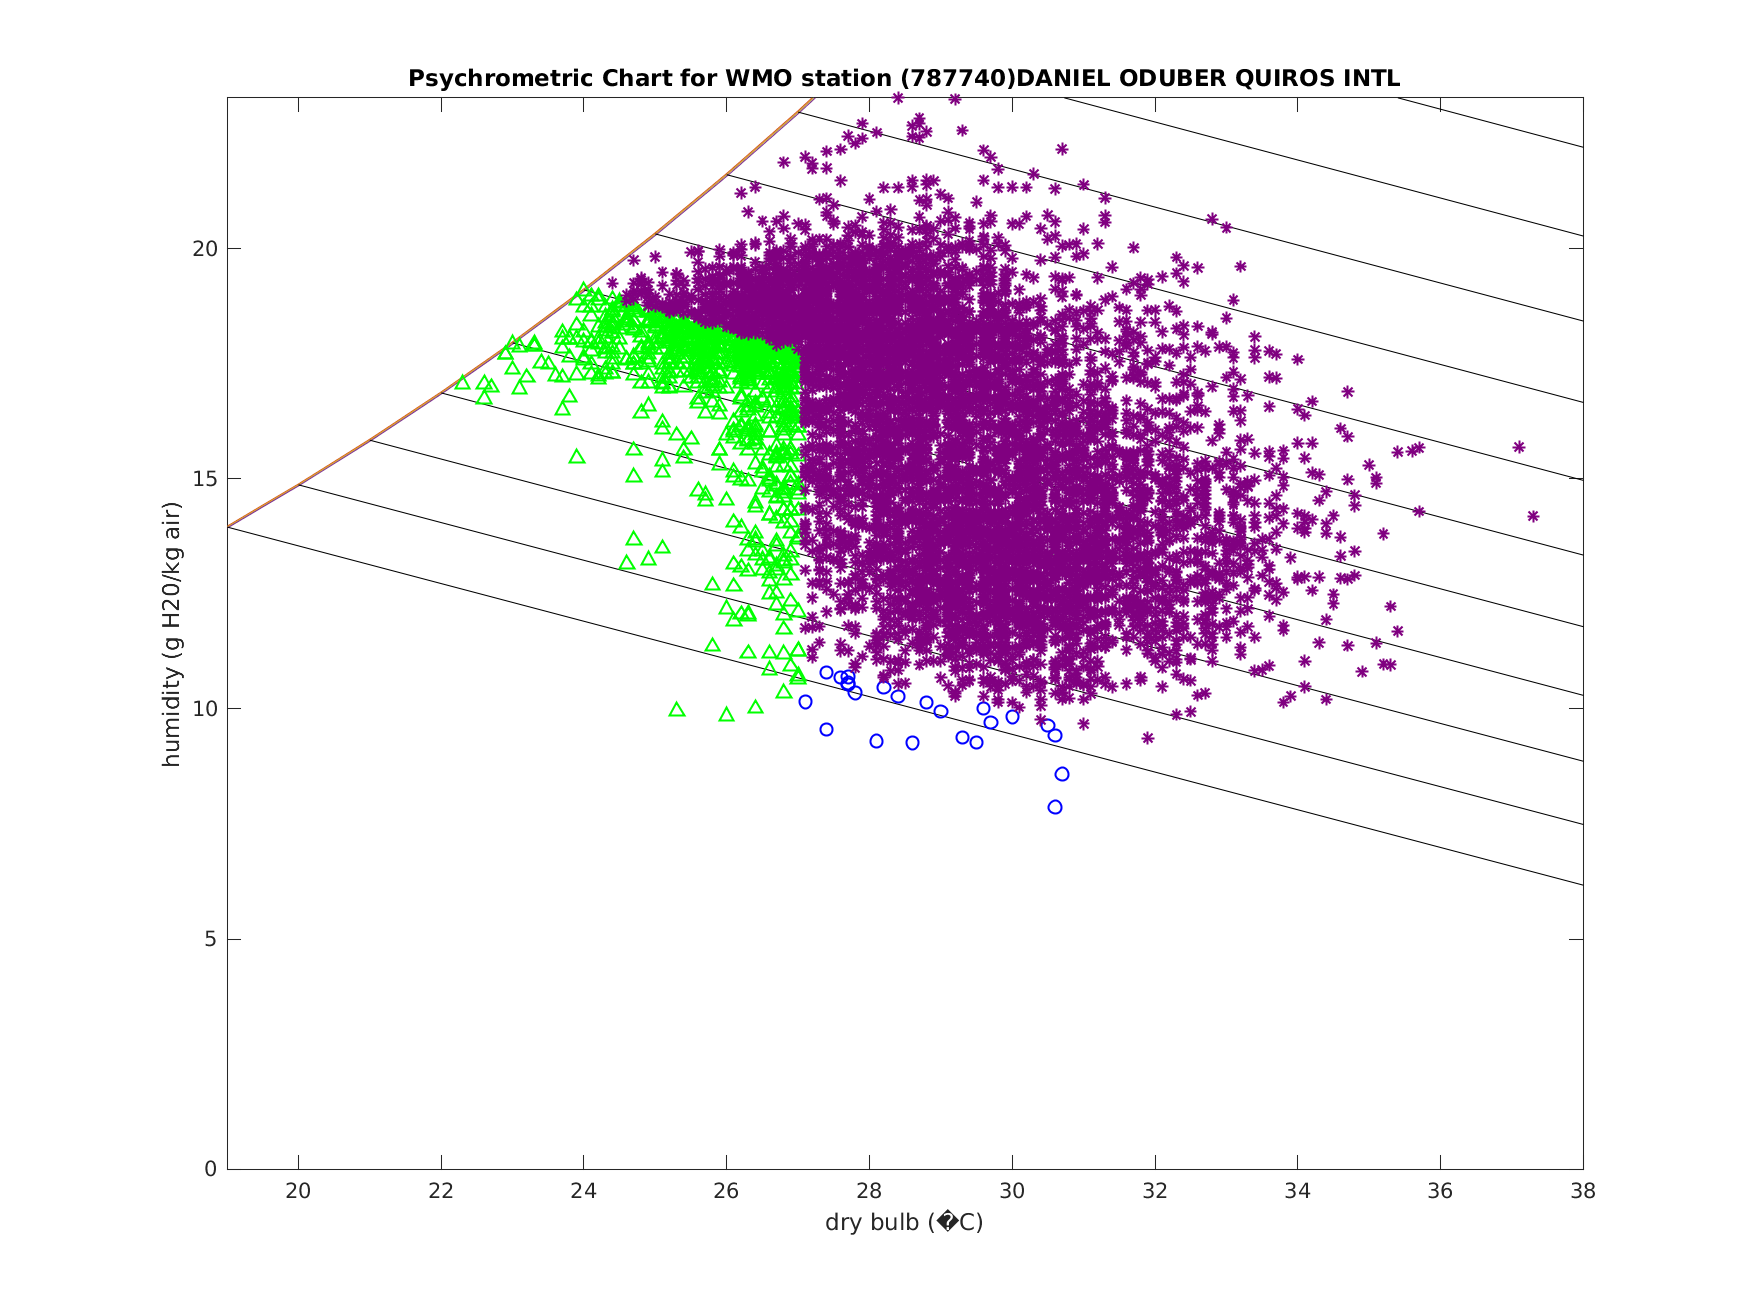 Psychrometric Chart for WMO station (787740)DANIEL ODUBER QUIROS INTL
humidity (g H20/kg air)
20
15
10
5
0
20 22 24 26 28 30 32 34 36 38
dry bulb (�C)